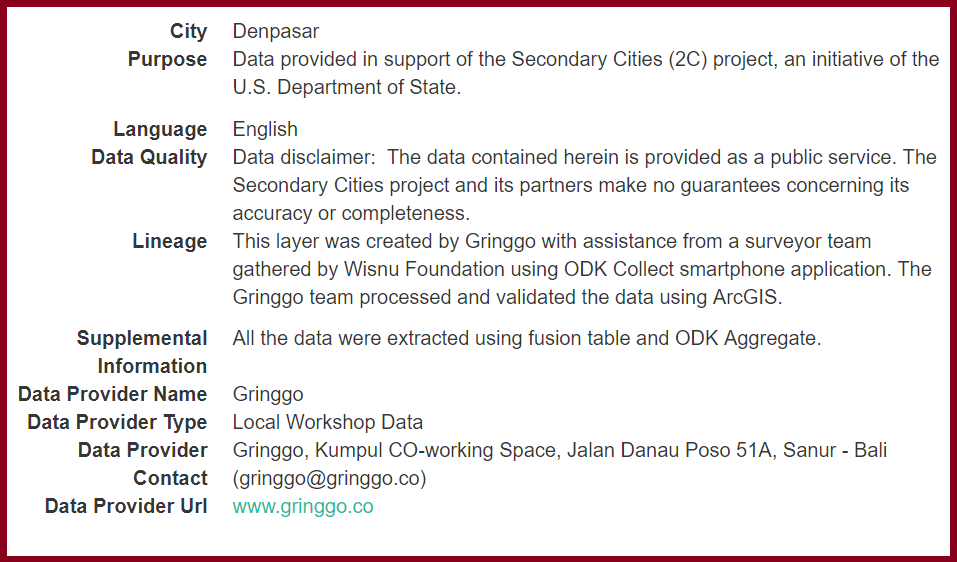 City Denpasar
Purpose Data provided in support of the Secondary Cities (2C) project, an initiative of the
U.S. Department of State.
Language English
Data Quality Data disclaimer:  The data contained herein is provided as a public service. The
Secondary Cities project and its partners make no guarantees concerning its
accuracy or completeness.
Lineage This layer was created by Gringgo with assistance from a surveyor team
gathered by Wisnu Foundation using ODK Collect smartphone application. The
Gringgo team processed and validated the data using ArcGIS.
Supplemental All the data were extracted using fusion table and ODK Aggregate.
Information
Data Provider Name Gringgo
Data Provider Type Local Workshop Data
Data Provider Gringgo, Kumpul CO-working Space, Jalan Danau Poso 51A, Sanur - Bali
Contact (gringgo@gringgo.co)
Data Provider Url www.gringgo.co